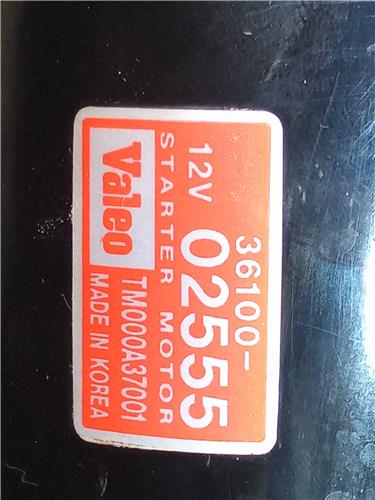 36100-
12V 02555
STARTER MOTOR
Valeo TM000A37001
MADE IN KOREA